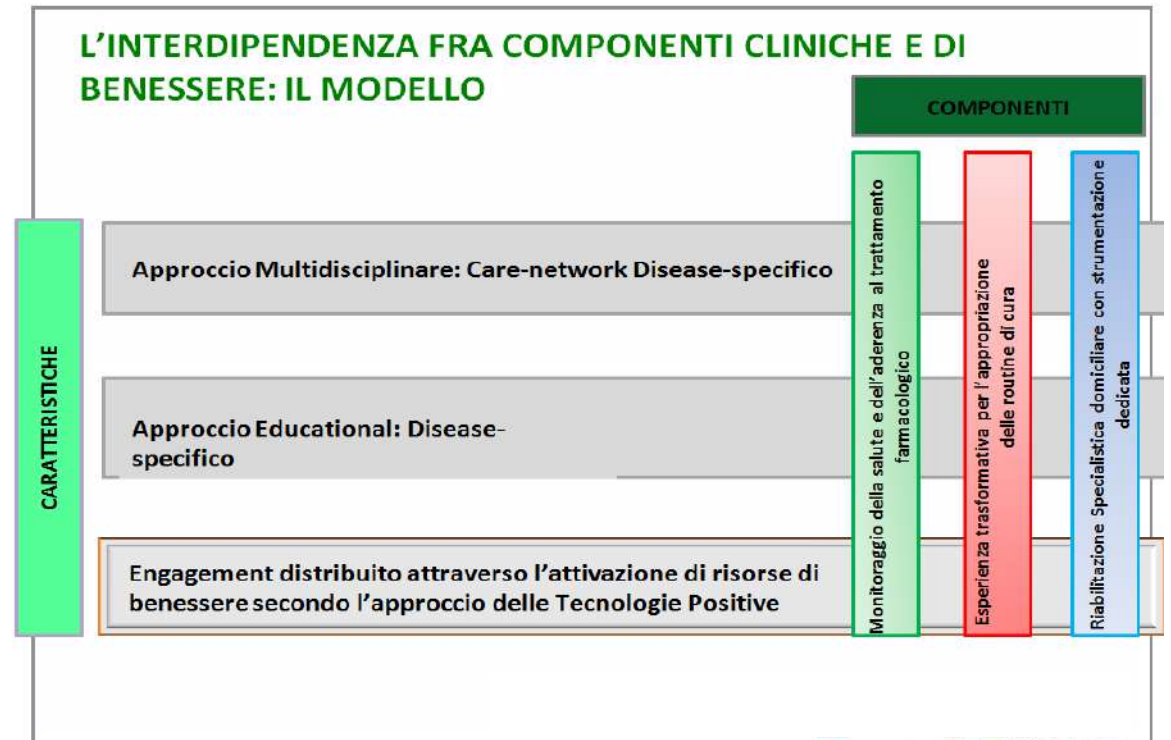 L'INTERDIPENDENZA FRA COMPONENTI CLINICHE E DI
BENESSERE: IL MODELLO
COMPONENTI
CARATTERISTICHE
Approccio Multidisciplinare: Care-network Disease-specifico
Approccio Educational: Disease-
specifico
Engagement distribuito attraverso l'attivazione di risorse di
benessere secondo l'approccio delle Tecnologie Positive
Monitoraggio della salute e dell'aderenza al trattamento
farmacologico
Esperienza trasformativa per l'appropriazione
delle routine di cura
Riabilitazione Specialistica domiciliare con strumentazione
dedicata